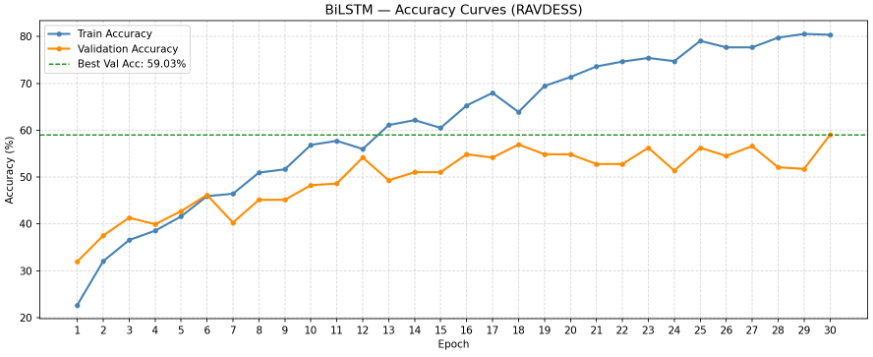 BiLSTM — Accuracy Curves (RAVDESS)
Train Accuracy
Validation Accuracy
Best Val Acc: 59.03%
Accuracy (%)
80
70
60
50
40
30
20
1 2 3 4 5 6 7 8 9 10 11 12 13 14 15 16 17 18 19 20 21 22 23 24 25 26 27 28 29 30
Epoch